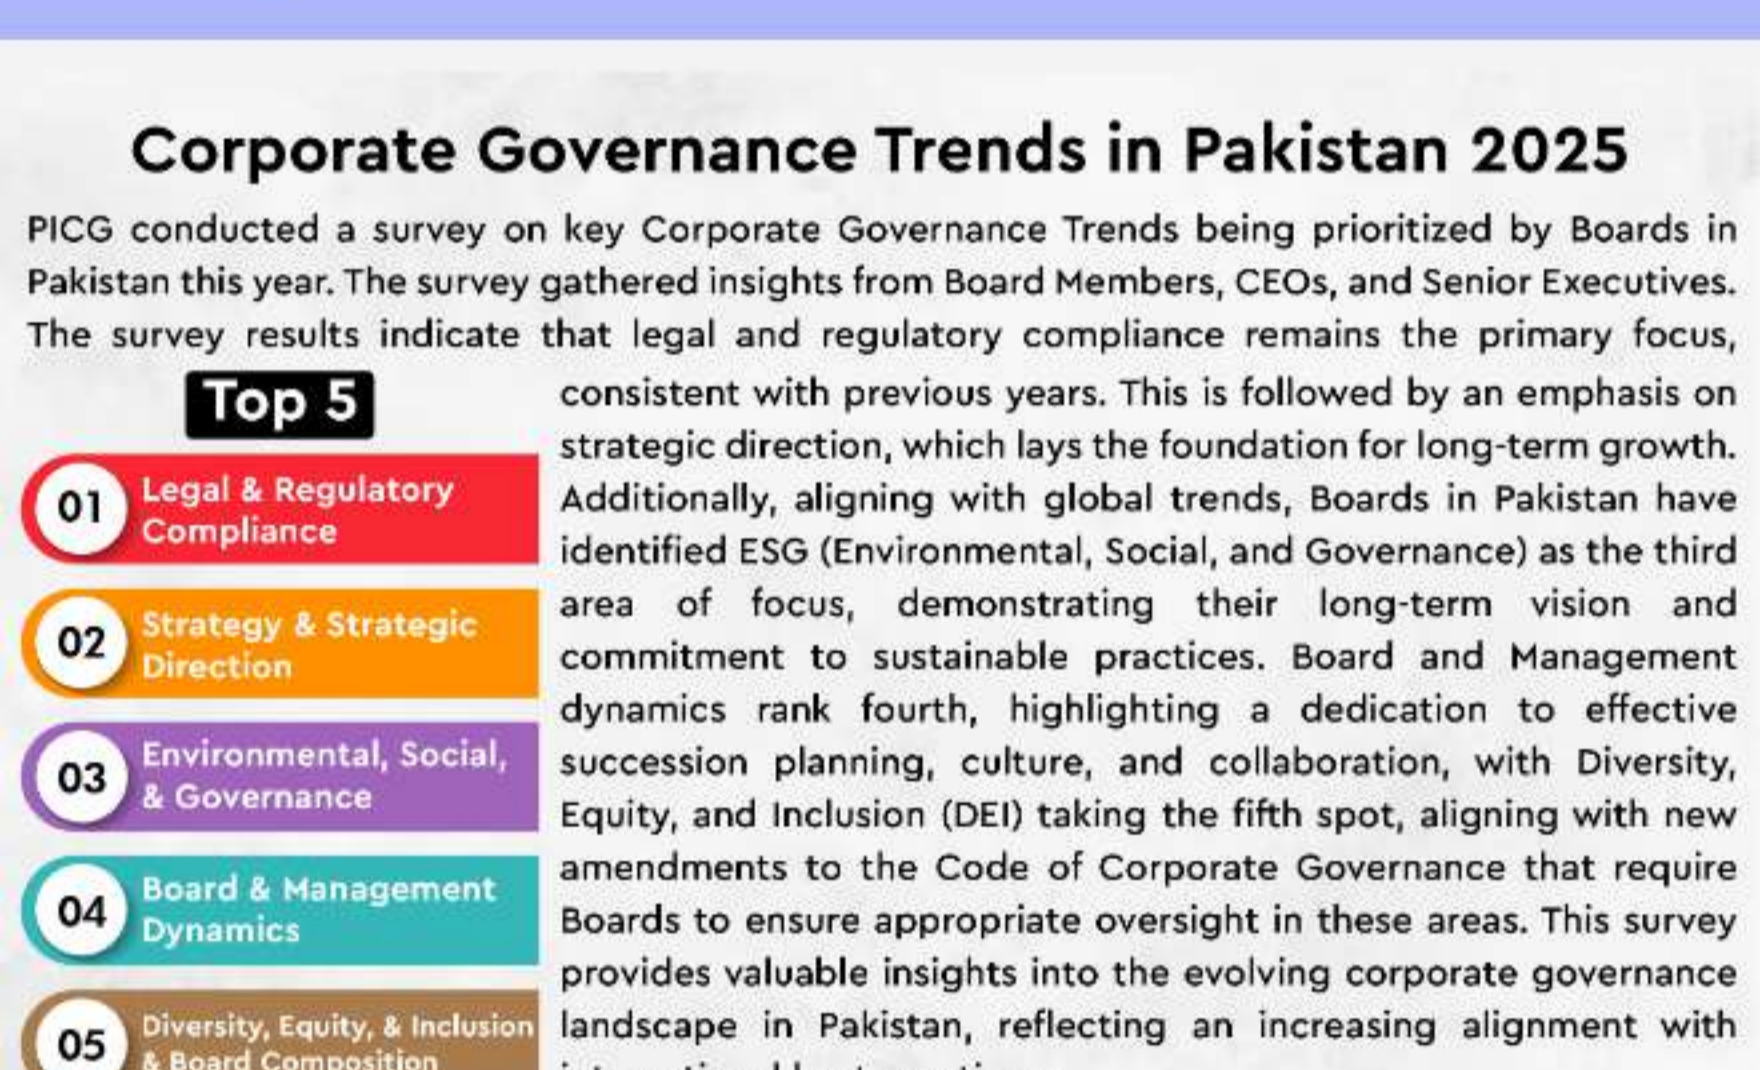 Corporate Governance Trends in Pakistan 2025
PICG conducted a survey on key Corporate Governance Trends being prioritized by Boards in
Pakistan this year. The survey gathered insights from Board Members, CEOs, and Senior Executives.
The survey results indicate that legal and regulatory compliance remains the primary focus,
Top 5
01
Legal & Regulatory
Compliance
02
Strategy & Strategic
Direction
03
Environmental, Social,
& Governance
04
Board & Management
Dynamics
05
Diversity, Equity, & Inclusion
& Board Composition
consistent with previous years. This is followed by an emphasis on
strategic direction, which lays the foundation for long-term growth.
Additionally, aligning with global trends, Boards in Pakistan have
identified ESG (Environmental, Social, and Governance) as the third
area of focus, demonstrating their long-term vision and
commitment to sustainable practices. Board and Management
dynamics rank fourth, highlighting a dedication to effective
succession planning, culture, and collaboration, with Diversity,
Equity, and Inclusion (DEI) taking the fifth spot, aligning with new
amendments to the Code of Corporate Governance that require
Boards to ensure appropriate oversight in these areas. This survey
provides valuable insights into the evolving corporate governance
landscape in Pakistan, reflecting an increasing alignment with